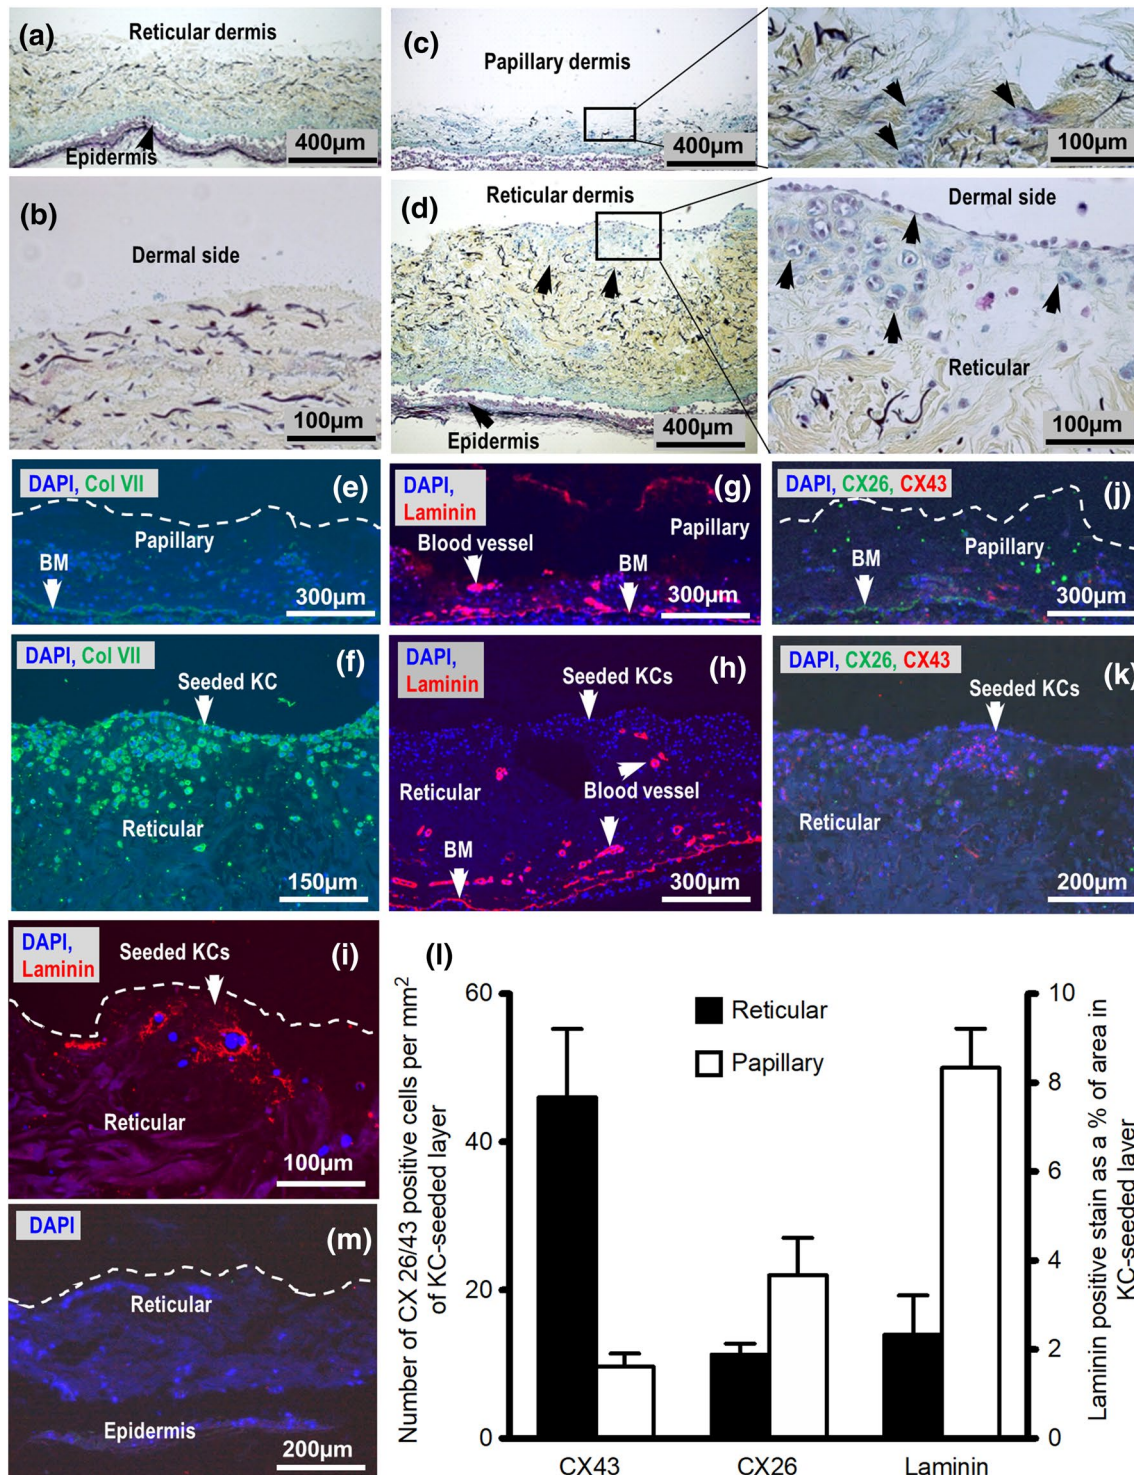 (a)
Reticular dermis
Epidermis
400µm
(c)
Papillary dermis
400µm
100µm
(b)
Dermal side
100µm
(d)
Reticular dermis
Epidermis
400µm
Dermal side
Reticular
100µm
DAPI, Col VII
(e)
Papillary
BM
300µm
DAPI,
Laminin
(g)
Papillary
Blood vessel
BM
300µm
DAPI, CX26, CX43
(j)
Papillary
BM
300µm
DAPI, Col VII
(f)
Seeded KC
Reticular
150µm
DAPI,
Laminin
(h)
Seeded KCs
Reticular
Blood vessel
BM
300µm
DAPI, CX26, CX43
(k)
Seeded KCs
Reticular
200µm
DAPI,
Laminin
(i)
Seeded KCs
Reticular
100µm
DAPI
(m)
Reticular
Epidermis
200µm
(l)
Number of CX 26/43 positive cells per mm²
of KC-seeded layer
60
40
20
0
Reticular
Papillary
10
8
6
4
2
0
Laminin positive stain as a % of area in
KC-seeded layer
CX43
CX26
Laminin